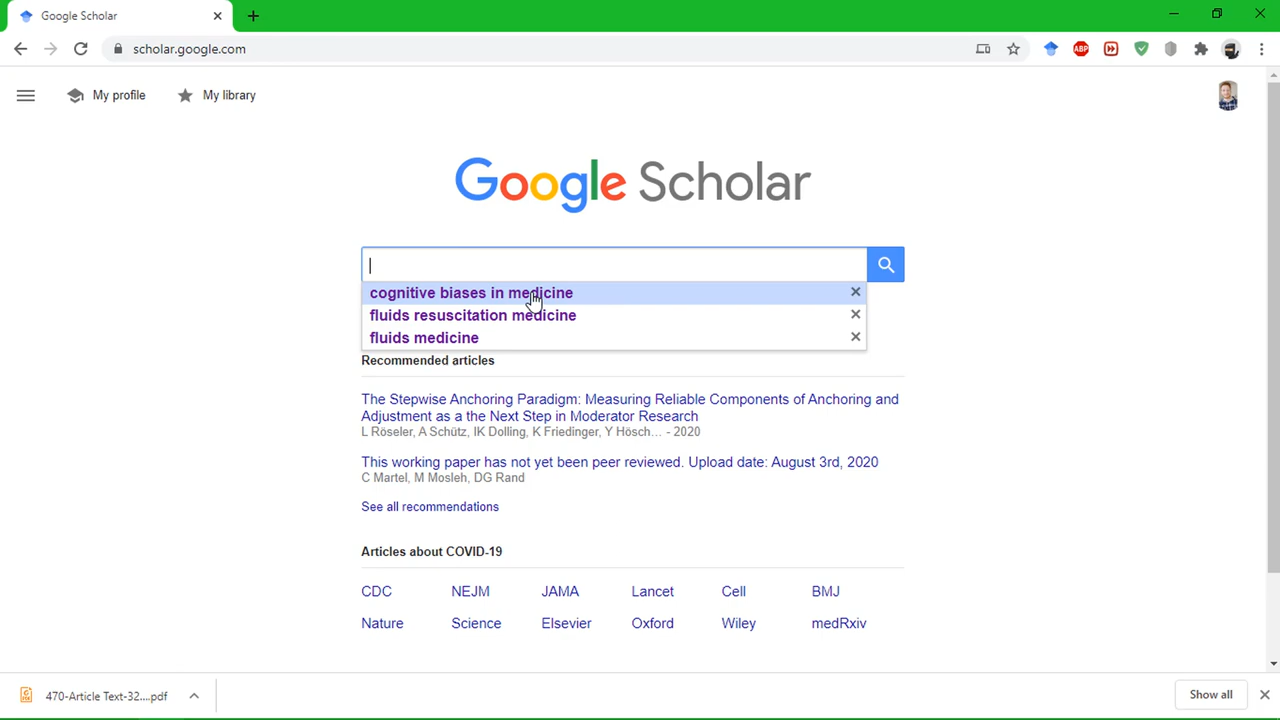 Google Scholar
scholar.google.com
ABP
My profile
My library
Google Scholar
cognitive biases in medicine
fluids resuscitation medicine
fluids medicine
Recommended articles
The Stepwise Anchoring Paradigm: Measuring Reliable Components of Anchoring and
Adjustment as a the Next Step in Moderator Research
L Röseler, A Schütz, IK Dolling, K Friedinger, Y Hösch… - 2020
This working paper has not yet been peer reviewed. Upload date: August 3rd, 2020
C Martel, M Mosleh, DG Rand
See all recommendations
Articles about COVID-19
CDC NEJM JAMA Lancet Cell BMJ
Nature Science Elsevier Oxford Wiley medRxiv
470-Article Text-32....pdf
Show all